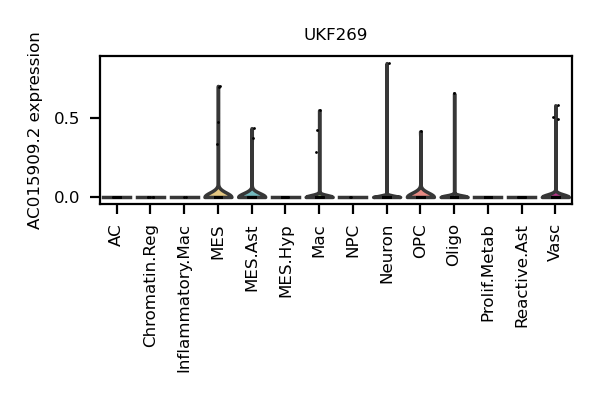 UKF269
AC015909.2 expression
0.5
0.0
AC
Chromatin.Reg
Inflammatory.Mac
MES
MES.Ast
MES.Hyp
Mac
NPC
Neuron
OPC
Oligo
Prolif.Metab
Reactive.Ast
Vasc